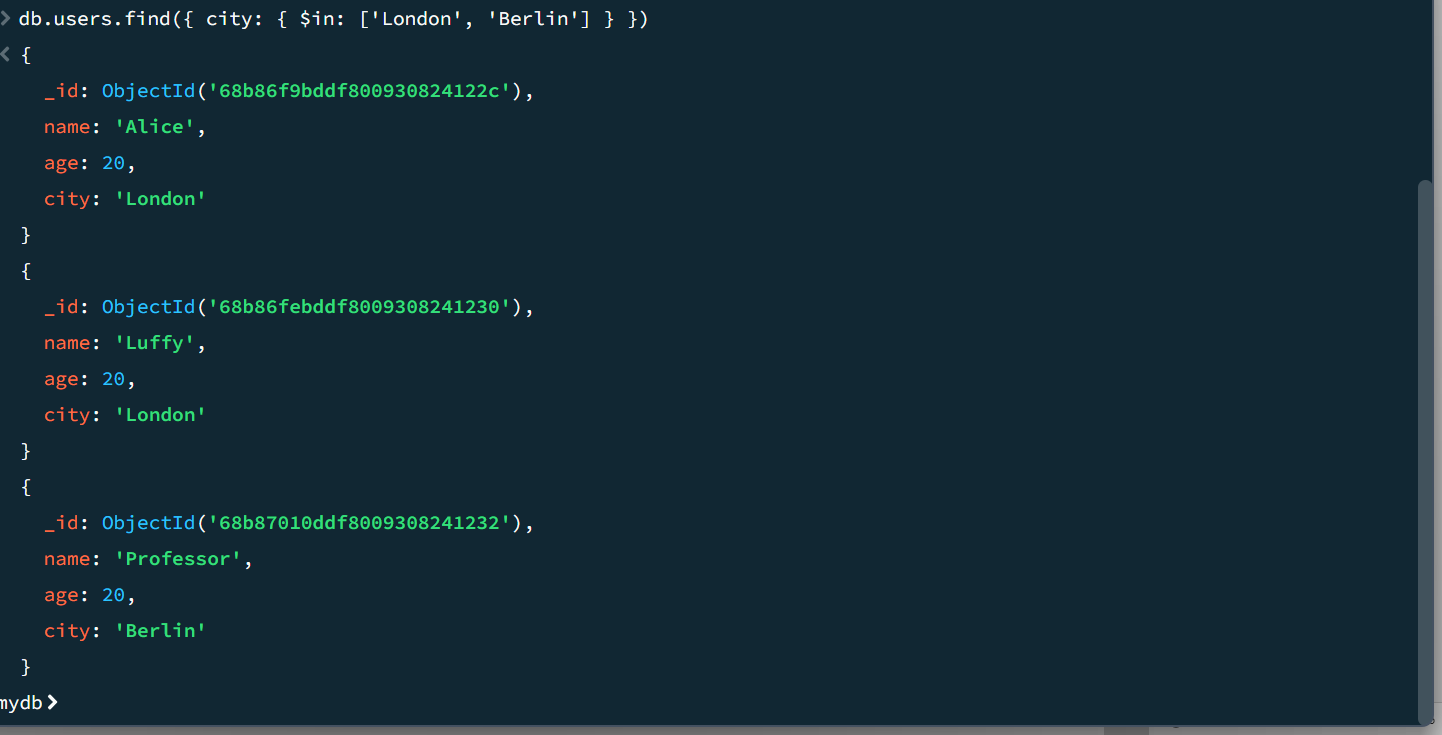 > db.users.find({ city: { $in: ['London', 'Berlin'] } })
< {
_id: ObjectId('68b86f9bddf800930824122c'),
name: 'Alice',
age: 20,
city: 'London'
}
{
_id: ObjectId('68b86febddf8009308241230'),
name: 'Luffy',
age: 20,
city: 'London'
}
{
_id: ObjectId('68b87010ddf8009308241232'),
name: 'Professor',
age: 20,
city: 'Berlin'
}
mydb>